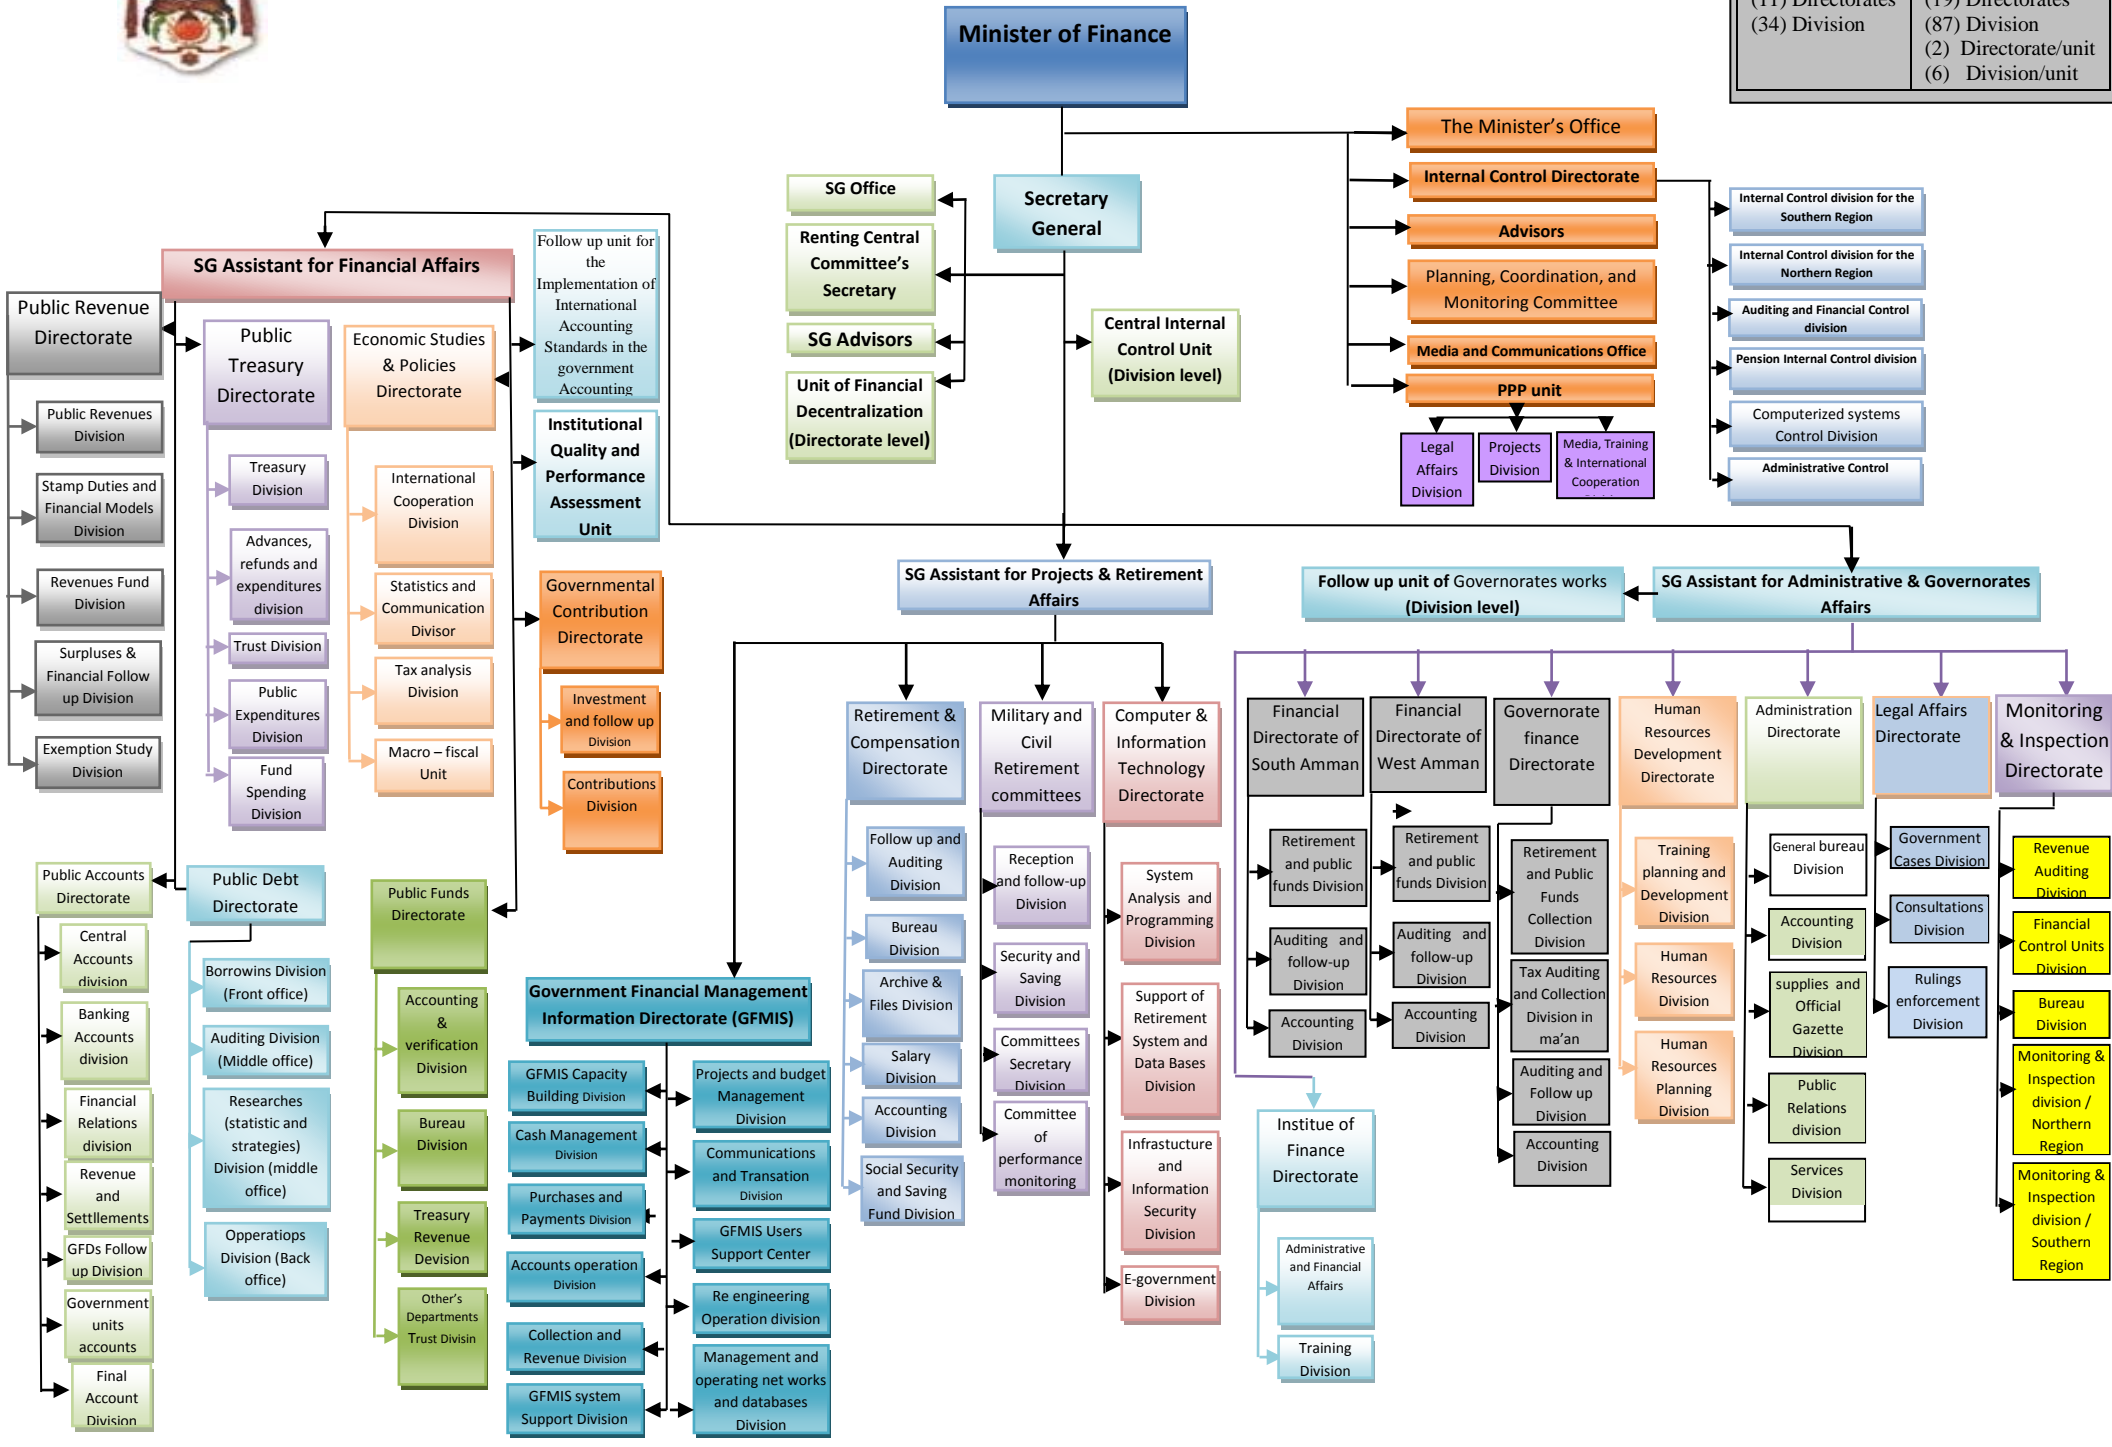 (11) Directorates
(34) Division
(19) Directorates
(87) Division
(2) Directorate/unit
(6) Division/unit
Minister of Finance
The Minister's Office
Internal Control Directorate
Advisors
Planning, Coordination, and
Monitoring Committee
Media and Communications Office
PPP unit
Legal
Affairs
Division
Projects
Division
Media, Training
& International
Cooperation
Internal Control division for the
Southern Region
Internal Control division for the
Northern Region
Auditing and Financial Control
division
Pension Internal Control division
Computerized systems
Control Division
Administrative Control
Secretary
General
SG Office
Renting Central
Committee's
Secretary
SG Advisors
Unit of Financial
Decentralization
(Directorate level)
Central Internal
Control Unit
(Division level)
SG Assistant for Financial Affairs
Public Revenue
Directorate
Public Revenues
Division
Stamp Duties and
Financial Models
Division
Revenues Fund
Division
Surpluses &
Financial Follow
up Division
Exemption Study
Division
Public
Treasury
Directorate
Treasury
Division
Advances,
refunds and
expenditures
division
Trust Division
Public
Expenditures
Division
Fund
Spending
Division
Economic Studies
& Policies
Directorate
International
Cooperation
Division
Statistics and
Communication
Divisor
Tax analysis
Division
Macro – fiscal
Unit
Follow up unit for
the
Implementation of
International
Accounting
Standards in the
government
Accounting
Institutional
Quality and
Performance
Assessment
Unit
Governmental
Contribution
Directorate
Investment
and follow up
Division
Contributions
Division
Public Accounts
Directorate
Central
Accounts
division
Banking
Accounts
division
Financial
Relations
division
Revenue
and
Settllements
GFDs Follow
up Division
Government
units
accounts
Final
Account
Division
Public Debt
Directorate
Borrowins Division
(Front office)
Auditing Division
(Middle office)
Researches
(statistic and
strategies)
Division (middle
office)
Opperatiops
Division (Back
office)
Public Funds
Directorate
Accounting
&
verification
Division
Bureau
Division
Treasury
Revenue
Devision
Other's
Departments
Trust Divisin
SG Assistant for Projects & Retirement
Affairs
Government Financial Management
Information Directorate (GFMIS)
GFMIS Capacity
Building Division
Cash Management
Division
Purchases and
Payments Division
Accounts operation
Division
Collection and
Revenue Division
GFMIS system
Support Division
Projects and budget
Management
Division
Communications
and Transation
Division
GFMIS Users
Support Center
Re engineering
Operation division
Management and
operating net works
and databases
Division
Retirement &
Compensation
Directorate
Follow up and
Auditing
Division
Bureau
Division
Archive &
Files Division
Salary
Division
Accounting
Division
Social Security
and Saving
Fund Division
Military and
Civil
Retirement
committees
Reception
and follow-up
Division
Security and
Saving
Division
Committees
Secretary
Division
Committee
of
performance
monitoring
Computer &
Information
Technology
Directorate
System
Analysis and
Programming
Division
Support of
Retirement
System and
Data Bases
Division
Infrastucture
and
Information
Security
Division
E-government
Division
SG Assistant for Administrative & Governorates
Affairs
Follow up unit of Governorates works
(Division level)
Financial
Directorate of
South Amman
Retirement
and public
funds Division
Auditing and
follow-up
Division
Accounting
Division
Financial
Directorate of
West Amman
Retirement
and public
funds Division
Auditing and
follow-up
Division
Accounting
Division
Governorate
finance
Directorate
Retirement
and Public
Funds
Collection
Division
Tax Auditing
and Collection
Division in
ma'an
Auditing and
Follow up
Division
Accounting
Division
Human
Resources
Development
Directorate
Training
planning and
Development
Division
Human
Resources
Division
Human
Resources
Planning
Division
Administration
Directorate
General bureau
Division
Accounting
Division
supplies and
Official
Gazette
Division
Public
Relations
division
Services
Division
Legal Affairs
Directorate
Government
Cases Division
Consultations
Division
Rulings
enforcement
Division
Monitoring
& Inspection
Directorate
Revenue
Auditing
Division
Financial
Control Units
Division
Bureau
Division
Monitoring &
Inspection
division /
Northern
Region
Monitoring &
Inspection
division /
Southern
Region
Institue of
Finance
Directorate
Administrative
and Financial
Affairs
Training
Division